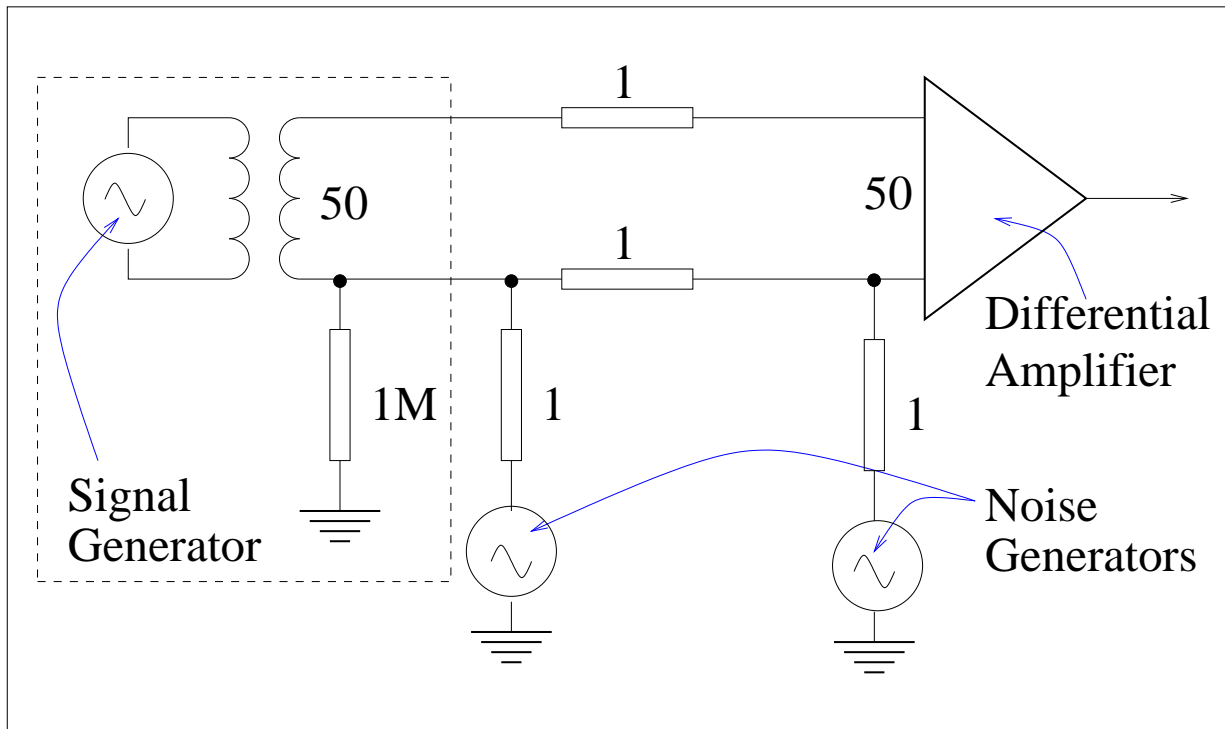 1
50
50
1
Differential
Amplifier
1M
1
1
Signal
Generator
Noise
Generators